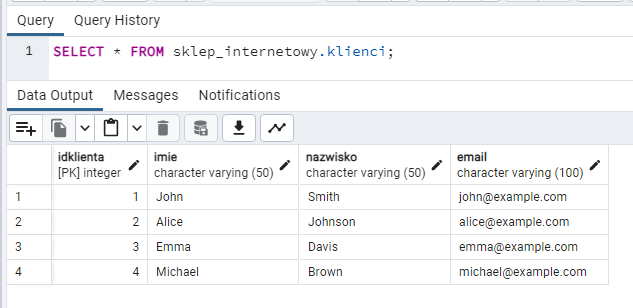 Query Query History
1 SELECT * FROM sklep_internetowy.klienci;
Data Output Messages Notifications
idklienta imie nazwisko email
[PK] integer character varying (50) character varying (50) character varying (100)
1 1 John Smith john@example.com
2 2 Alice Johnson alice@example.com
3 3 Emma Davis emma@example.com
4 4 Michael Brown michael@example.com